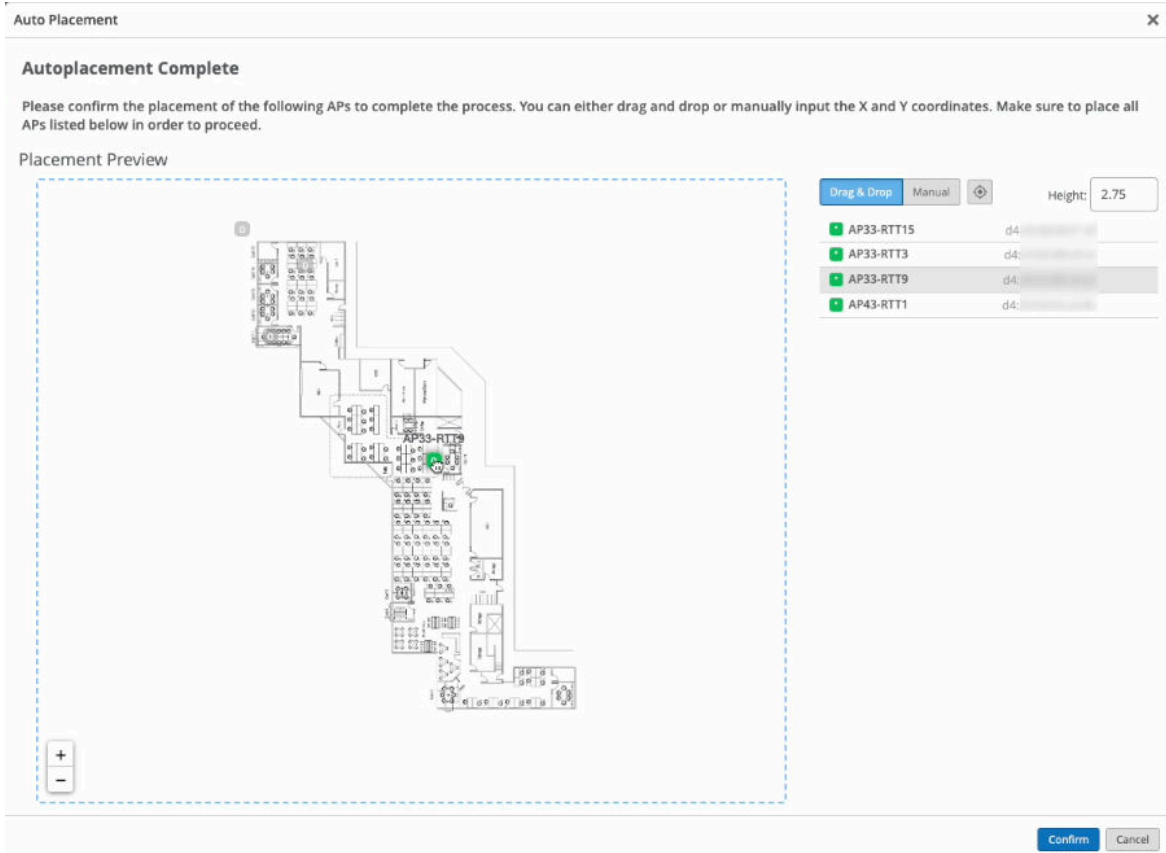 Auto Placement
Autoplacement Complete
Please confirm the placement of the following APs to complete the process. You can either drag and drop or manually input the X and Y coordinates. Make sure to place all
APs listed below in order to proceed.
Placement Preview
Drag & Drop
Manual
Height:
2.75
AP33-RTT15
d4
AP33-RTT3
d4:
AP33-RTT9
d4:
AP43-RTT1
d4:
AP33-RTT9
+
−
Confirm
Cancel